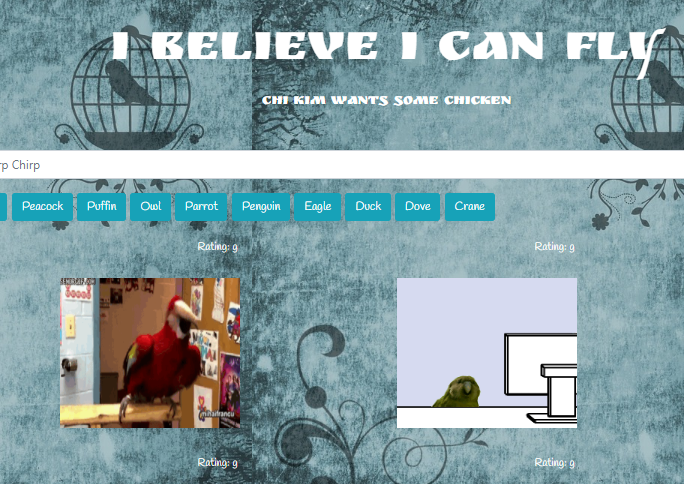 I BELIEVE I CAN FLY
CHI KIM WANTS SOME CHICKEN
rp Chirp
Peacock Puffin Owl Parrot Penguin Eagle Duck Dove Crane
Rating: g Rating: g
Rating: g Rating: g